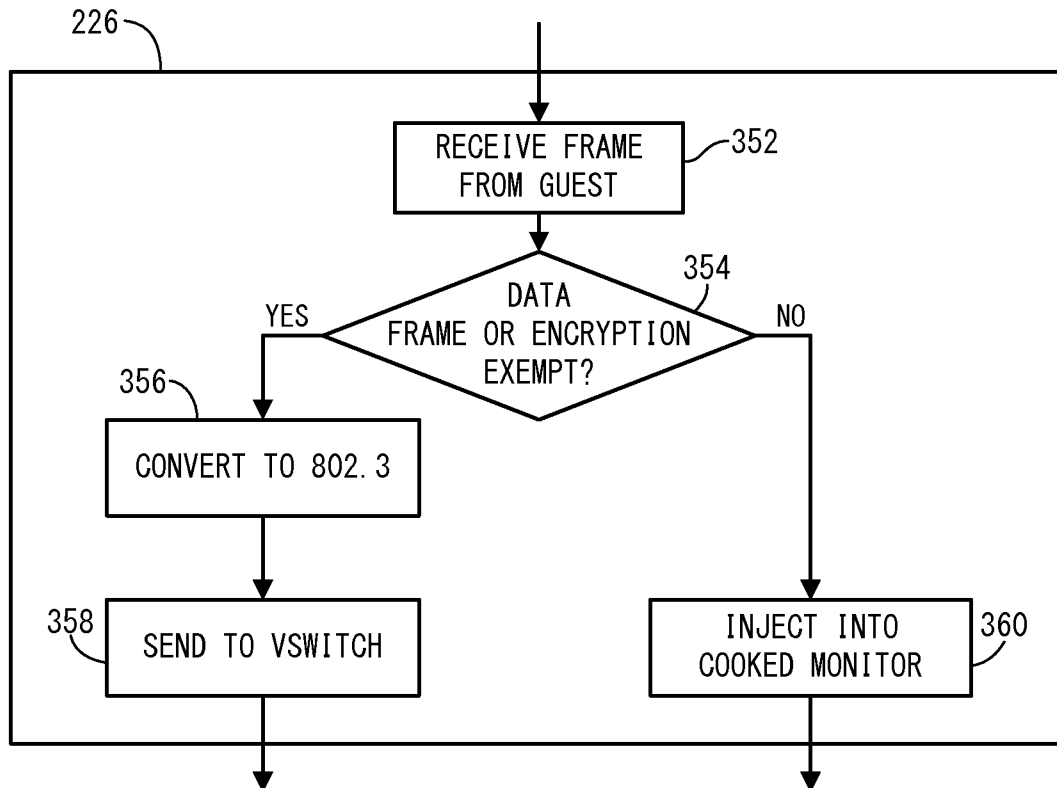 226
RECEIVE FRAME
FROM GUEST
352
354
DATA
FRAME OR ENCRYPTION
EXEMPT?
YES
NO
356
CONVERT TO 802.3
358
SEND TO VSWITCH
INJECT INTO
COOKED MONITOR
360